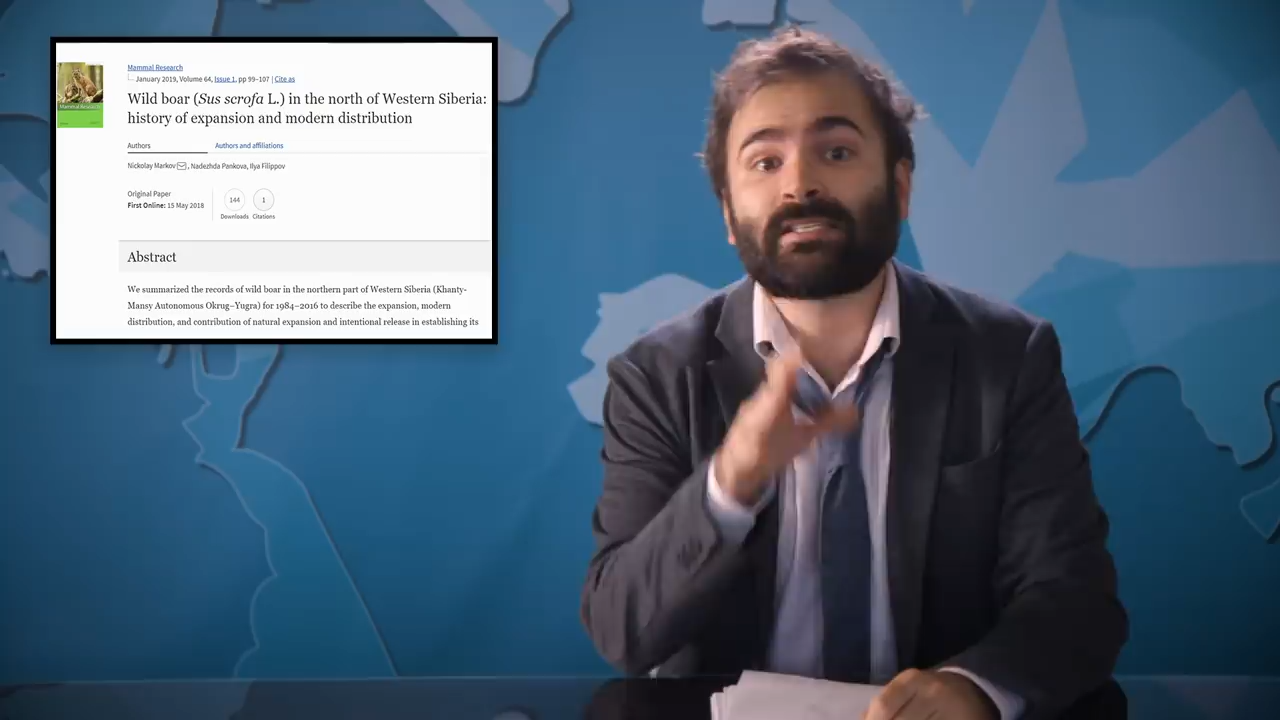 Mammal Research
January 2019, Volume 64, Issue 1, pp 99–107 | Cite as
Wild boar (Sus scrofa L.) in the north of Western Siberia:
history of expansion and modern distribution
Authors
Authors and affiliations
Nickolay Markov, Nadezhda Pankova, Ilya Filippov
Original Paper
First Online: 15 May 2018
144
Downloads
1
Citations
Mammal Research
Abstract
We summarized the records of wild boar in the northern part of Western Siberia (Khanty-
Mansy Autonomous Okrug–Yugra) for 1984–2016 to describe the expansion, modern
distribution, and contribution of natural expansion and intentional release in establishing its